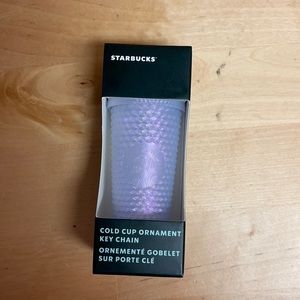 STARBUCKS®
COLD CUP ORNAMENT
KEY CHAIN
ORNEMENTÉ GOBELET
SUR PORTE CLÉ